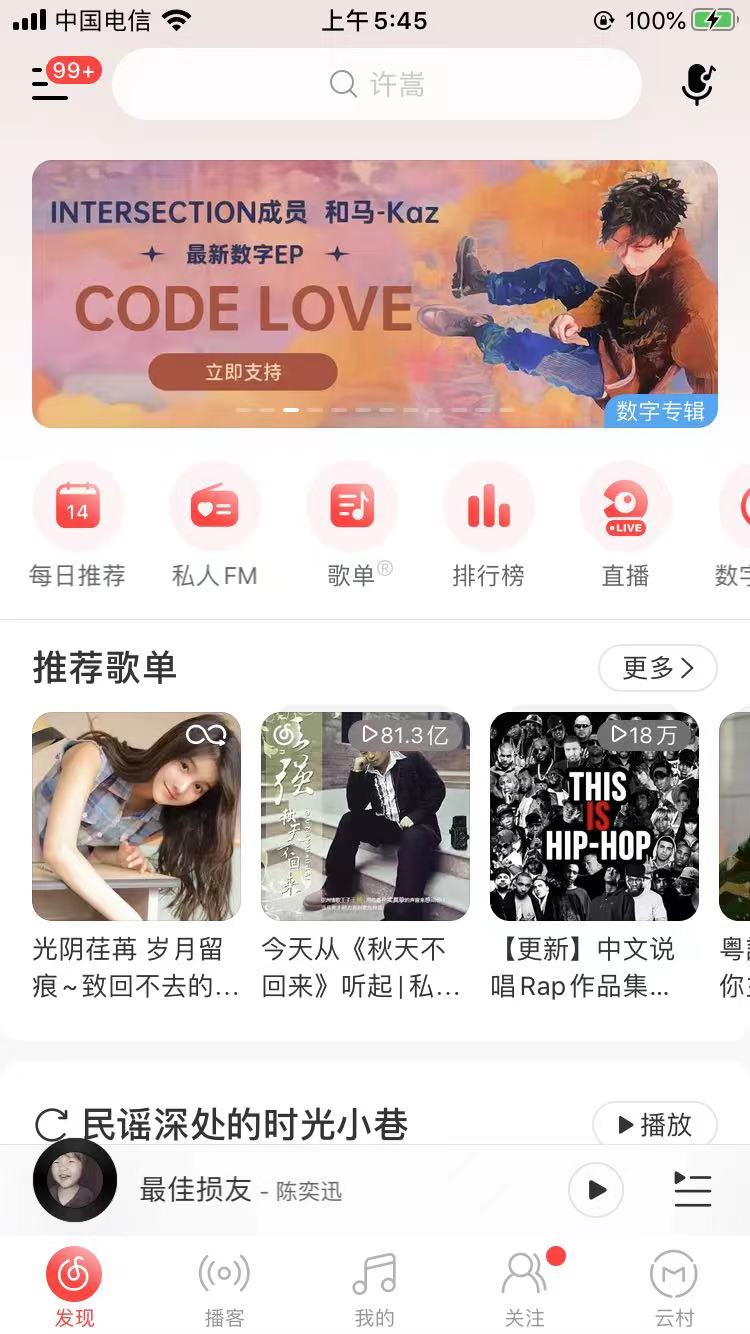 中国电信 上午5:45 100%
99+ 许嵩
INTERSECTION成员 和马-Kaz
最新数字EP
CODE LOVE
立即支持
数字专辑
14 LIVE
每日推荐 私人FM 歌单® 排行榜 直播 数字
推荐歌单 更多
81.3亿 18万
顽强
秋天不回来
THIS
IS
HIP-HOP
光阴荏苒 岁月留 今天从《秋天不 【更新】中文说
痕~致回不去的... 回来》听起|私... 唱Rap作品集...
民谣深处的时光小巷 播放
最佳损友 - 陈奕迅
发现 播客 我的 关注 云村